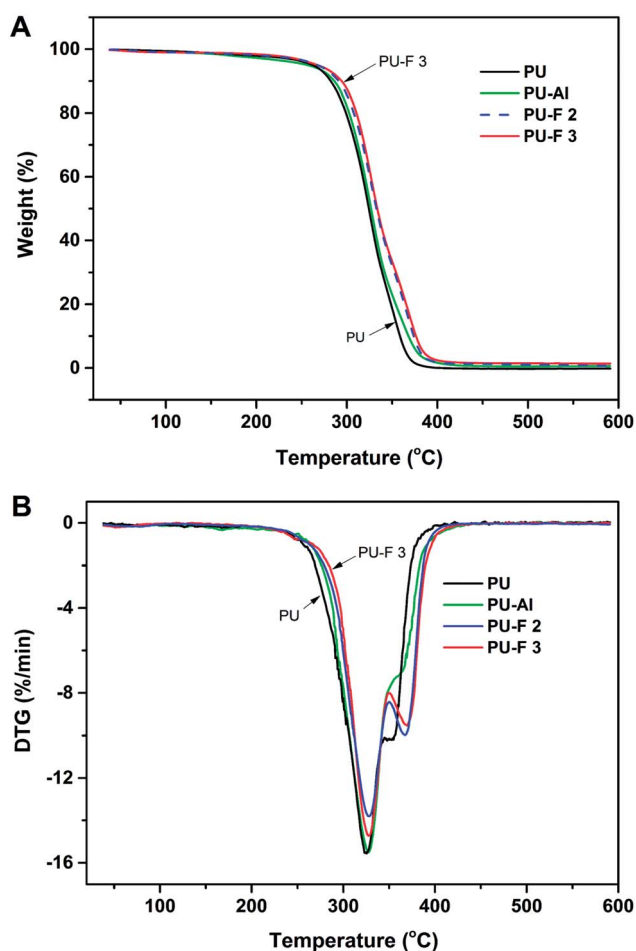 A
100
80
60
40
20
0
Weight (%)
PU-F 3
PU
PU
PU-AI
PU-F 2
PU-F 3
100
200
300
400
500
600
Temperature (°C)
B
0
-4
-8
-12
-16
DTG (%/min)
PU-F 3
PU
PU
PU-AI
PU-F 2
PU-F 3
100
200
300
400
500
600
Temperature (°C)